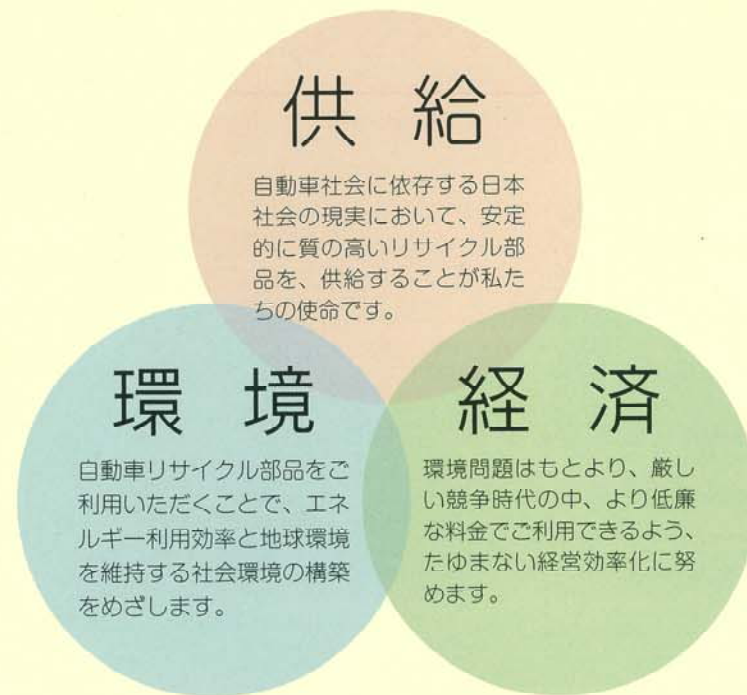 供 給
自動車社会に依存する日本
社会の現実において、安定
的に質の高いリサイクル部
品を、供給することが私た
ちの使命です。
環 境
自動車リサイクル部品をご
利用いただくことで、エネ
ルギー利用効率と地球環境
を維持する社会環境の構築
をめざします。
経 済
環境問題はもとより、厳し
い競争時代の中、より低廉
な料金でご利用できるよう、
たゆまない経営効率化に努
めます。